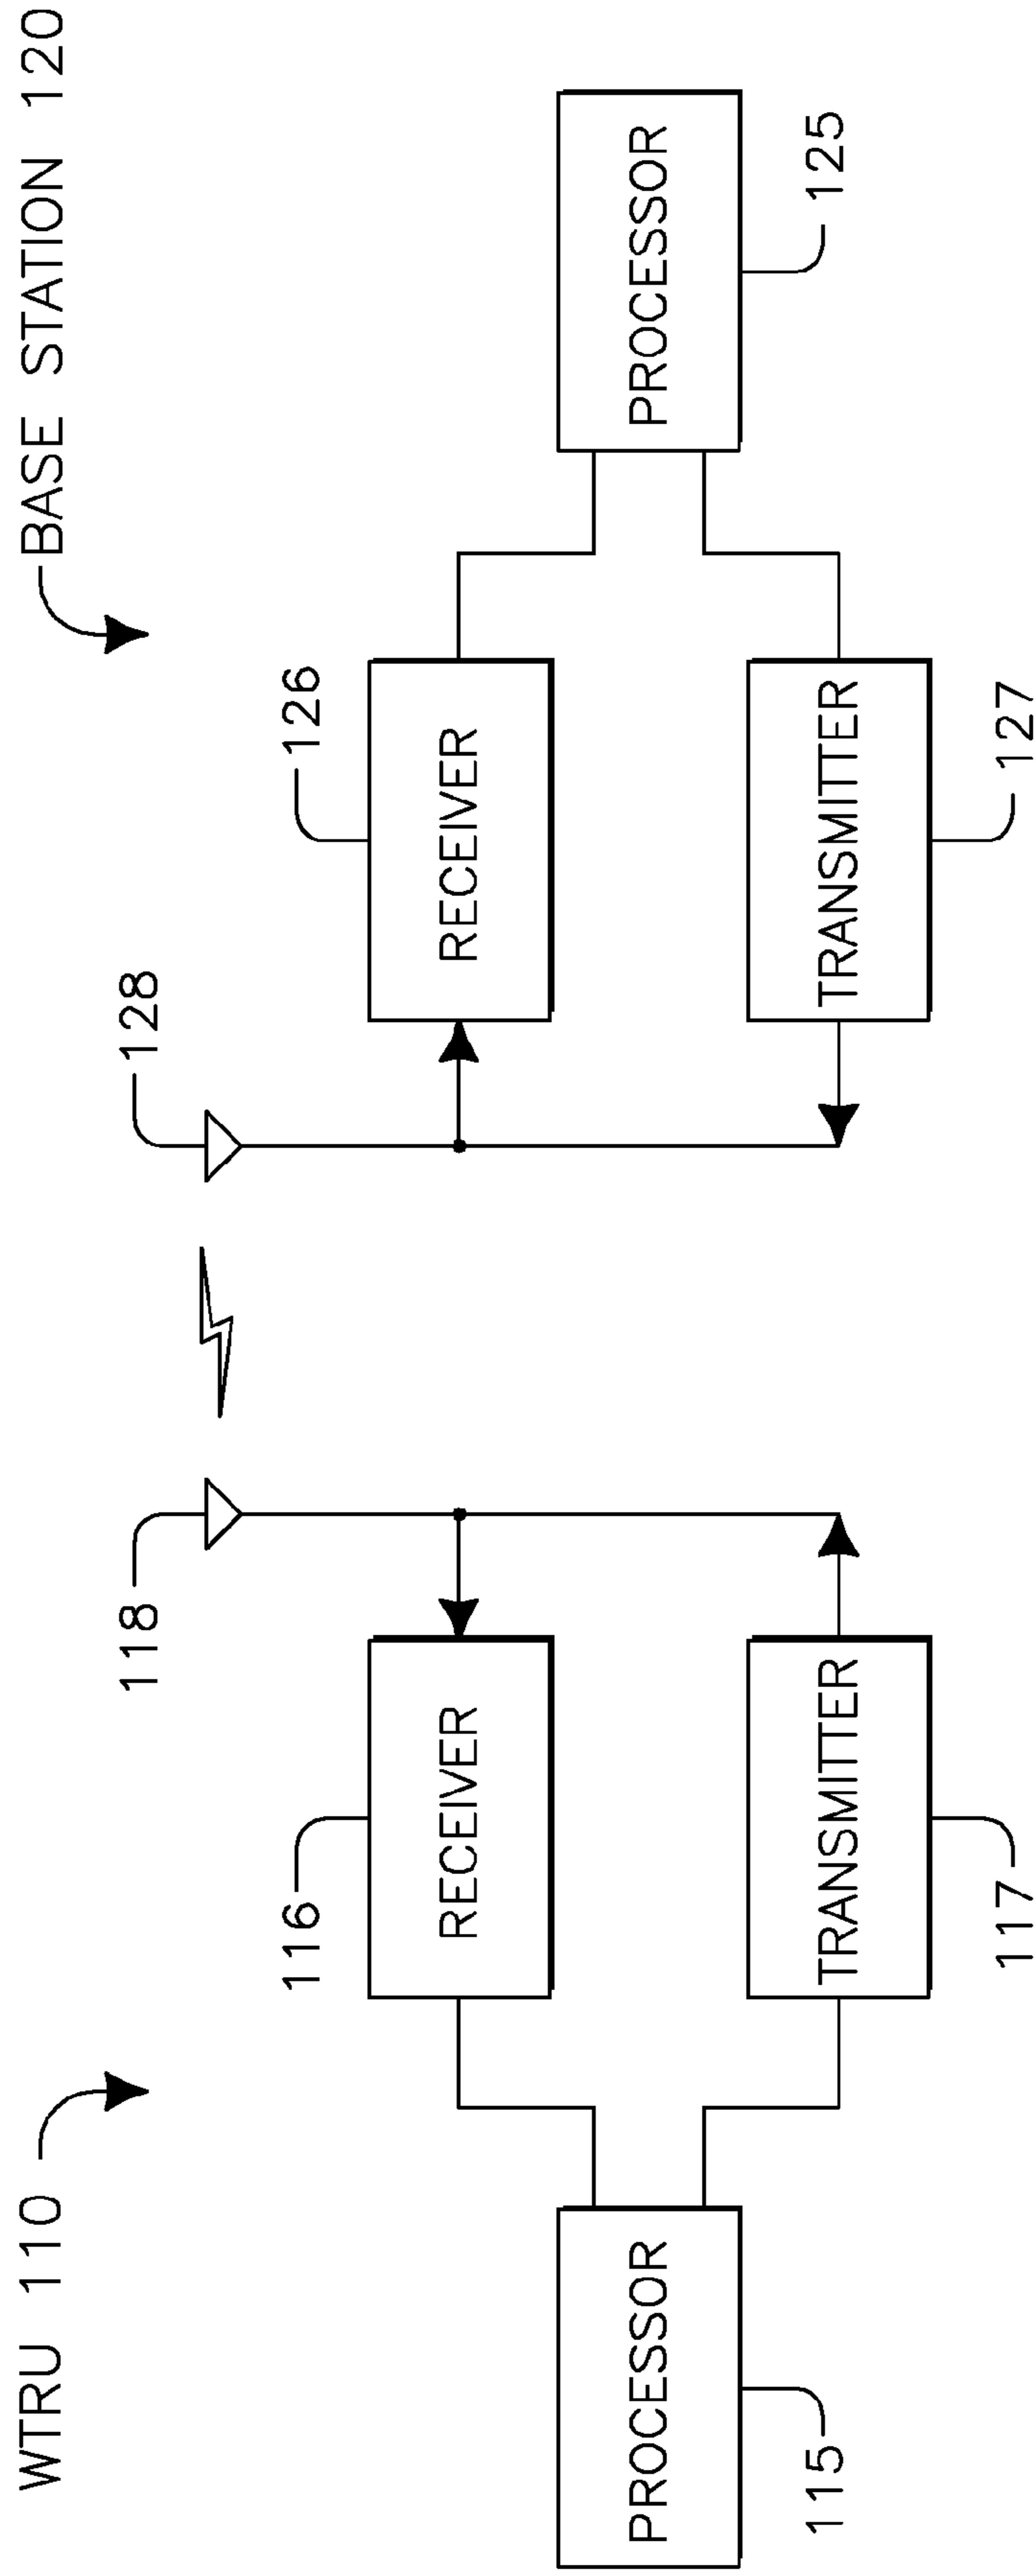 WTRU 110
BASE STATION 120
118
128
116
126
RECEIVER
RECEIVER
PROCESSOR
PROCESSOR
115
125
TRANSMITTER
TRANSMITTER
117
127